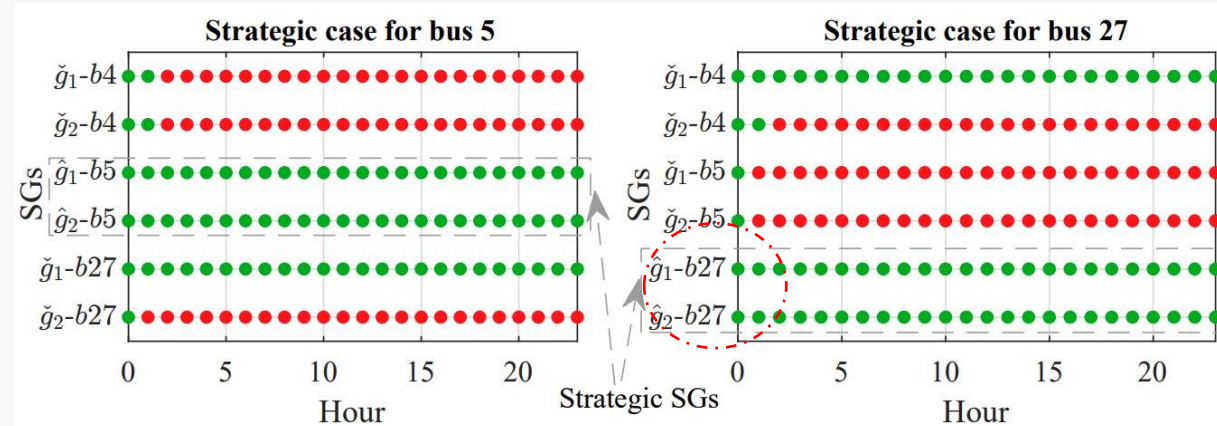 Strategic case for bus 5
SGs
ǧ₁-b4
ǧ₂-b4
ĝ₁-b5
ĝ₂-b5
ǧ₁-b27
ǧ₂-b27
0 5 10 15 20
Hour
Strategic case for bus 27
SGs
ǧ₁-b4
ǧ₂-b4
ǧ₁-b5
ǧ₂-b5
ĝ₁-b27
ĝ₂-b27
0 5 10 15 20
Hour
Strategic SGs